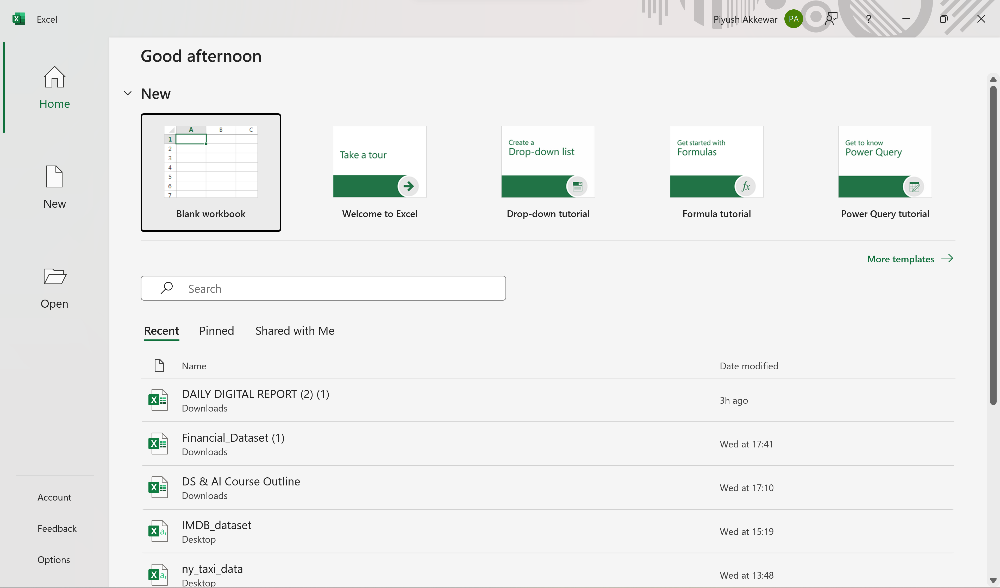 Excel
Piyush Akkewar
PA
?
Good afternoon
Home
New
A B C
1
2
3
4
5
6
7
Blank workbook
Take a tour
Welcome to Excel
Create a
Drop-down list
Drop-down tutorial
Get started with
Formulas
fx
Formula tutorial
Get to know
Power Query
Power Query tutorial
New
More templates
Search
Open
Recent Pinned Shared with Me
Name Date modified
DAILY DIGITAL REPORT (2) (1)
Downloads
3h ago
Financial_Dataset (1)
Downloads
Wed at 17:41
DS & AI Course Outline
Downloads
Wed at 17:10
IMDB_dataset
Desktop
Wed at 15:19
ny_taxi_data
Desktop
Wed at 13:48
Account
Feedback
Options